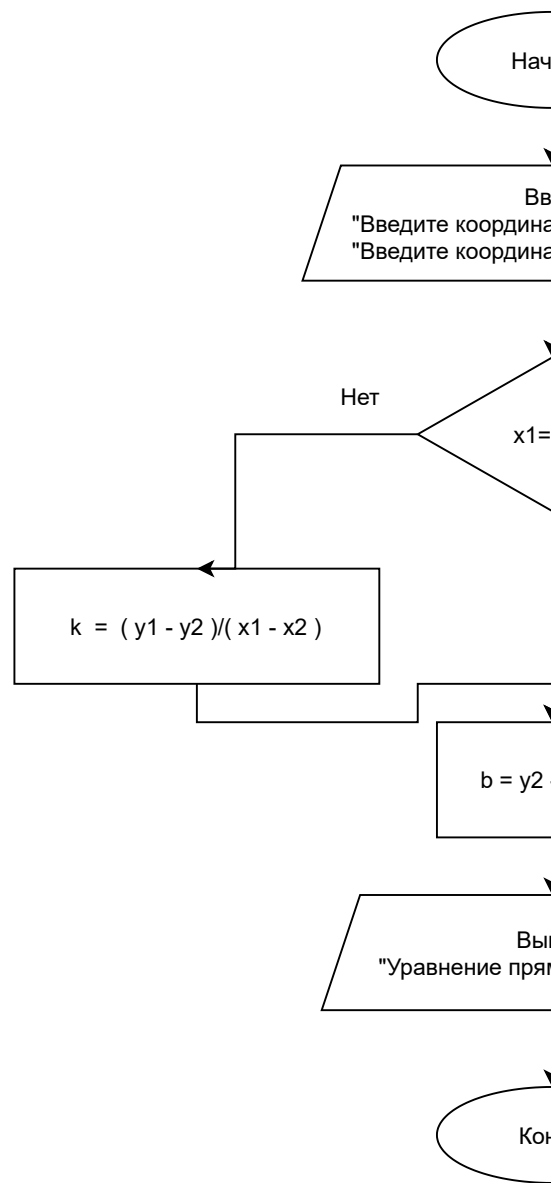 Нач
Вв
"Введите координа
"Введите координа
Нет
x1=
k = ( y1 - y2 )/( x1 - x2 )
b = y2
Вы
"Уравнение пря
Кон